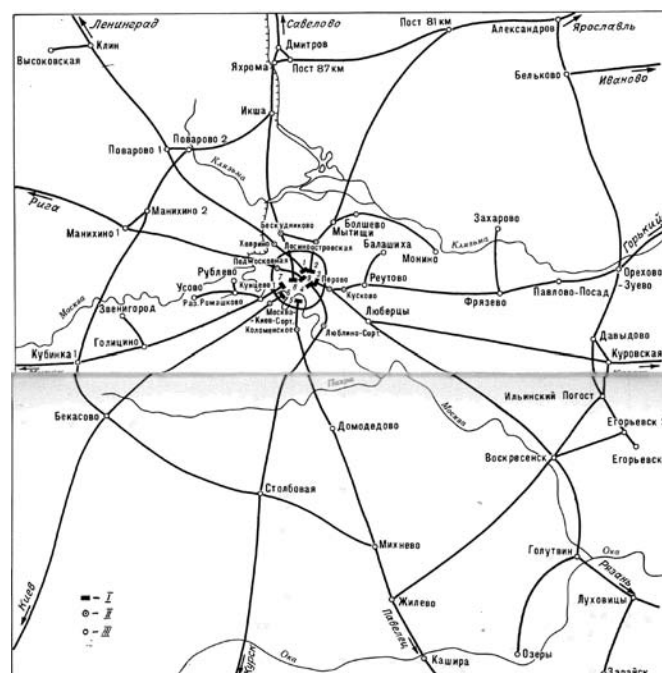 Ленинград
Савелово
Ярославль
Клин
Высоковская
Дмитров
Яхрома
Пост 87км
Пост 81 км
Александров
Бельково
Иваново
Икша
Поварово 2
Поварово 1
Клязьма
Рига
Манихино 2
Манихино 1
Бескудниково
Ховрино
Лосиноостровская
Болшево
Мытищи
Балашиха
Монино
Клязьма
Захарово
Горький
Подмосковная
Рублево
Усово
Кунцево 1
Раз.Ромашково
Перово
Реутово
Кусково
Фрязево
Павлово-Посад
Орехово-
Зуево
Москва
Звенигород
Москва-
Киев-Сорт.
Коломенское
Люблино-Сорт.
Люберцы
Голицино
Кубинка 1
Давыдово
Куровская
Пахра
Москва
Ильинский Погост
Бекасово
Домодедово
Егорьевск
Воскресенск
Егорьевск
Столбовая
Михнево
Голутвин
Ока
Рязань
Луховицы
Киев
I
II
III
Жилево
Павелец
Курск
Ока
Кашира
Озеры
Зарайск